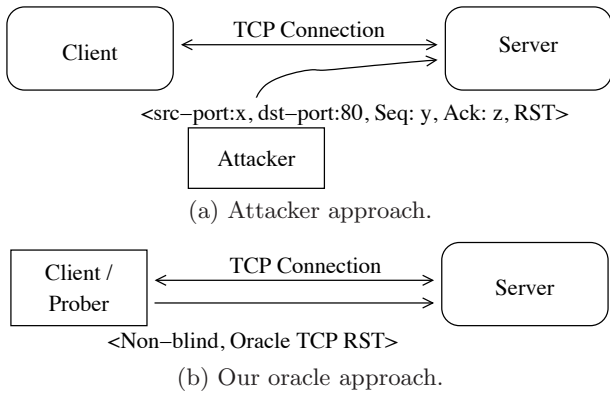 Client
TCP Connection
Server
<src–port:x, dst–port:80, Seq: y, Ack: z, RST>
Attacker
(a) Attacker approach.
Client /
Prober
TCP Connection
Server
<Non–blind, Oracle TCP RST>
(b) Our oracle approach.